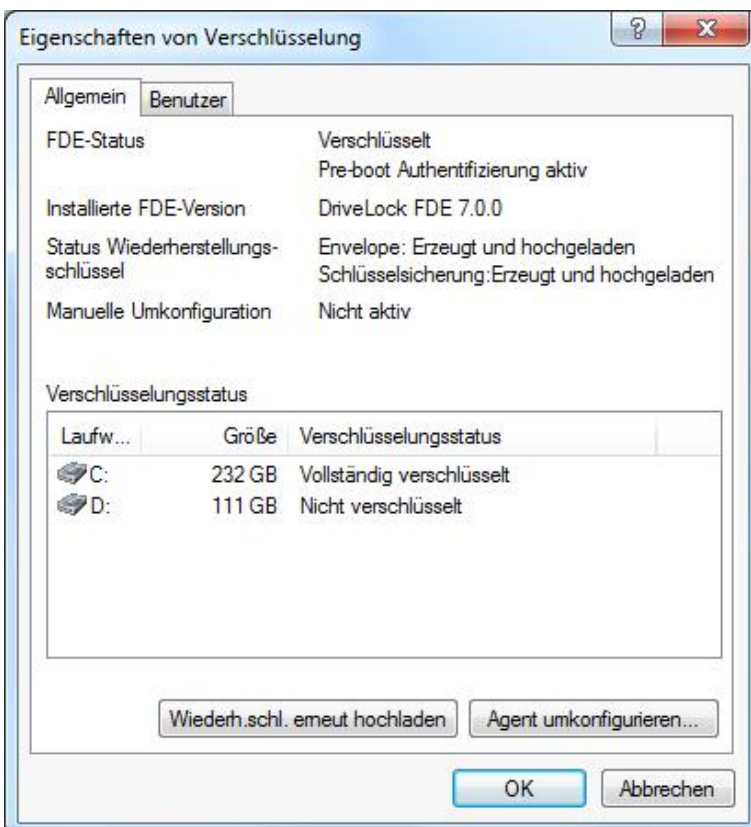 Eigenschaften von Verschlüsselung
Allgemein Benutzer
FDE-Status Verschlüsselt
Pre-boot Authentifizierung aktiv
Installierte FDE-Version DriveLock FDE 7.0.0
Status Wiederherstellungs- Envelope: Erzeugt und hochgeladen
schlüssel Schlüsselsicherung:Erzeugt und hochgeladen
Manuelle Umkonfiguration Nicht aktiv
Verschlüsselungsstatus
Laufw... Größe Verschlüsselungsstatus
C: 232 GB Vollständig verschlüsselt
D: 111 GB Nicht verschlüsselt
Wiederh.schl. erneut hochladen Agent umkonfigurieren...
OK Abbrechen